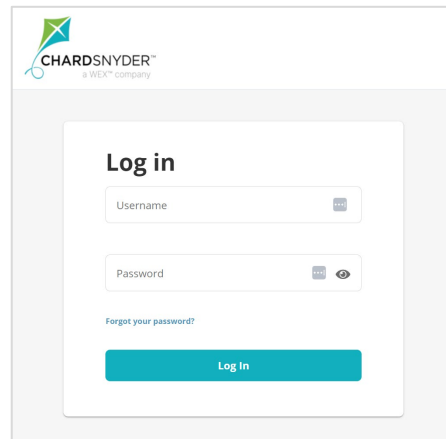 CHARDSNYDER™
a WEX™ company
Log in
Username
Password
Forgot your password?
Log In